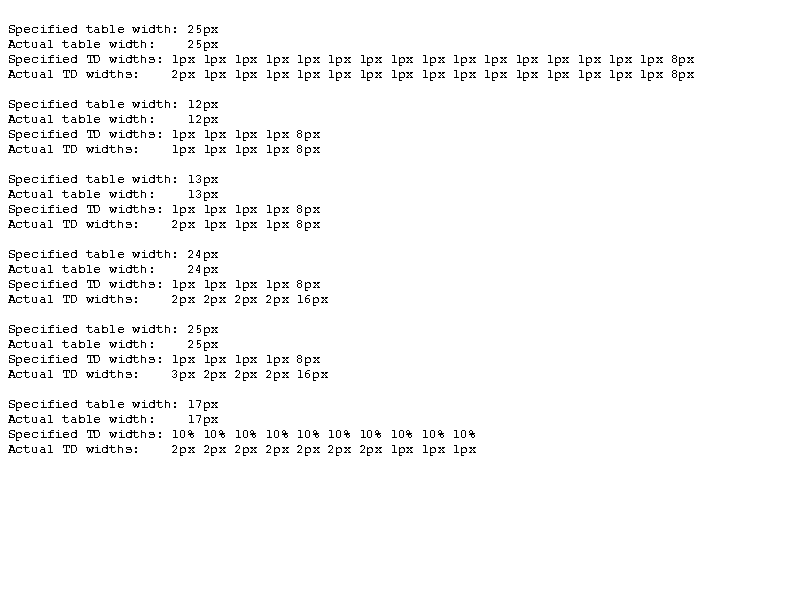 Specified table width: 25px
Actual table width: 25px
Specified TD widths: 1px 1px 1px 1px 1px 1px 1px 1px 1px 1px 1px 1px 1px 1px 1px 1px 8px
Actual TD widths: 2px 1px 1px 1px 1px 1px 1px 1px 1px 1px 1px 1px 1px 1px 1px 1px 8px
Specified table width: 12px
Actual table width: 12px
Specified TD widths: 1px 1px 1px 1px 8px
Actual TD widths: 1px 1px 1px 1px 8px
Specified table width: 13px
Actual table width: 13px
Specified TD widths: 1px 1px 1px 1px 8px
Actual TD widths: 2px 1px 1px 1px 8px
Specified table width: 24px
Actual table width: 24px
Specified TD widths: 1px 1px 1px 1px 8px
Actual TD widths: 2px 2px 2px 2px 16px
Specified table width: 25px
Actual table width: 25px
Specified TD widths: 1px 1px 1px 1px 8px
Actual TD widths: 3px 2px 2px 2px 16px
Specified table width: 17px
Actual table width: 17px
Specified TD widths: 10% 10% 10% 10% 10% 10% 10% 10% 10% 10%
Actual TD widths: 2px 2px 2px 2px 2px 2px 2px 1px 1px 1px